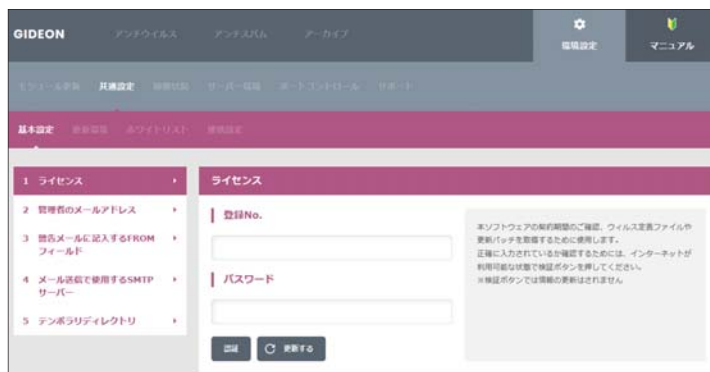 GIDEON アンチウイルス アンチスパム アーカイブ 環境設定 マニュアル
モジュール更新 共通設定 稼働状況 サーバー環境 ポートコントロール サポート
基本設定 更新環境 ホワイトリスト 接続設定
1 ライセンス
2 管理者のメールアドレス
3 警告メールに記入するFROM
フィールド
4 メール送信で使用するSMTP
サーバー
5 テンポラリディレクトリ
ライセンス
登録No.
パスワード
認証 更新する
本ソフトウェアの契約期間のご確認、ウィルス定義ファイルや
更新パッチを取得するために使用します。
正確に入力されているか確認するためには、インターネットが
利用可能な状態で検証ボタンを押してください。
※検証ボタンでは情報の更新はされません